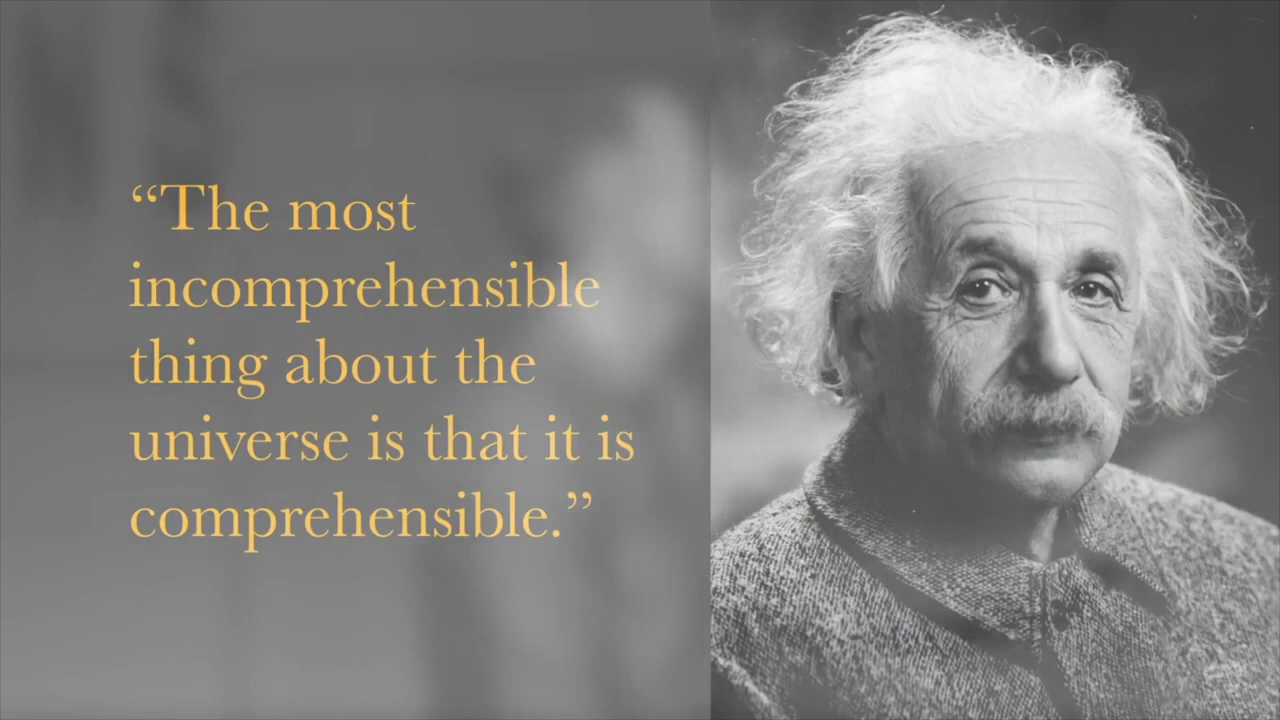 “The most
incomprehensible
thing about the
universe is that it is
comprehensible.”